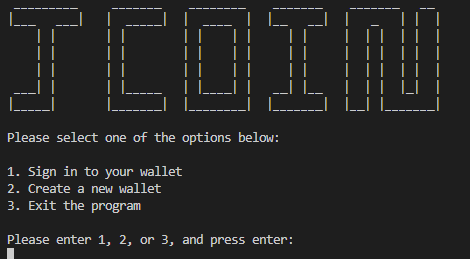 JCOIN
Please select one of the options below:
1. Sign in to your wallet
2. Create a new wallet
3. Exit the program
Please enter 1, 2, or 3, and press enter: